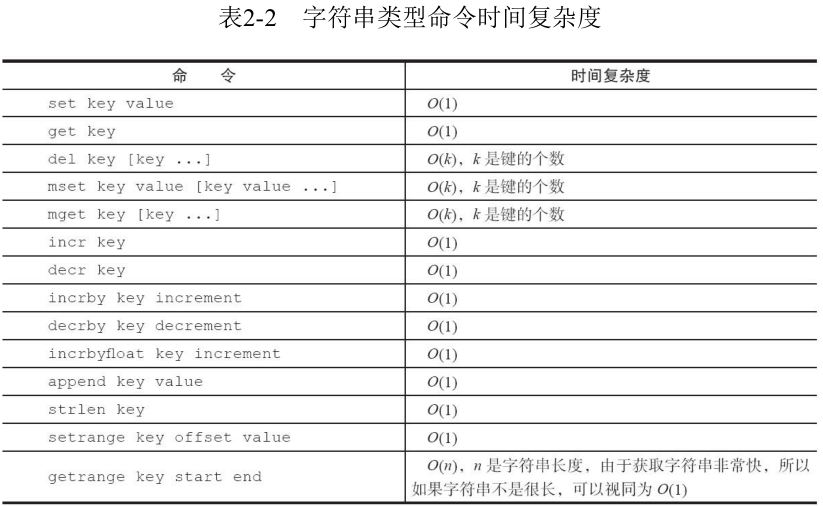 表2-2 字符串类型命令时间复杂度
命 令 时间复杂度
set key value O(1)
get key O(1)
del key [key ...] O(k)，k 是键的个数
mset key value [key value ...] O(k)，k 是键的个数
mget key [key ...] O(k)，k 是键的个数
incr key O(1)
decr key O(1)
incrby key increment O(1)
decrby key decrement O(1)
incrbyfloat key increment O(1)
append key value O(1)
strlen key O(1)
setrange key offset value O(1)
getrange key start end O(n)，n 是字符串长度，由于获取字符串非常快，所以
如果字符串不是很长，可以视同为 O(1)